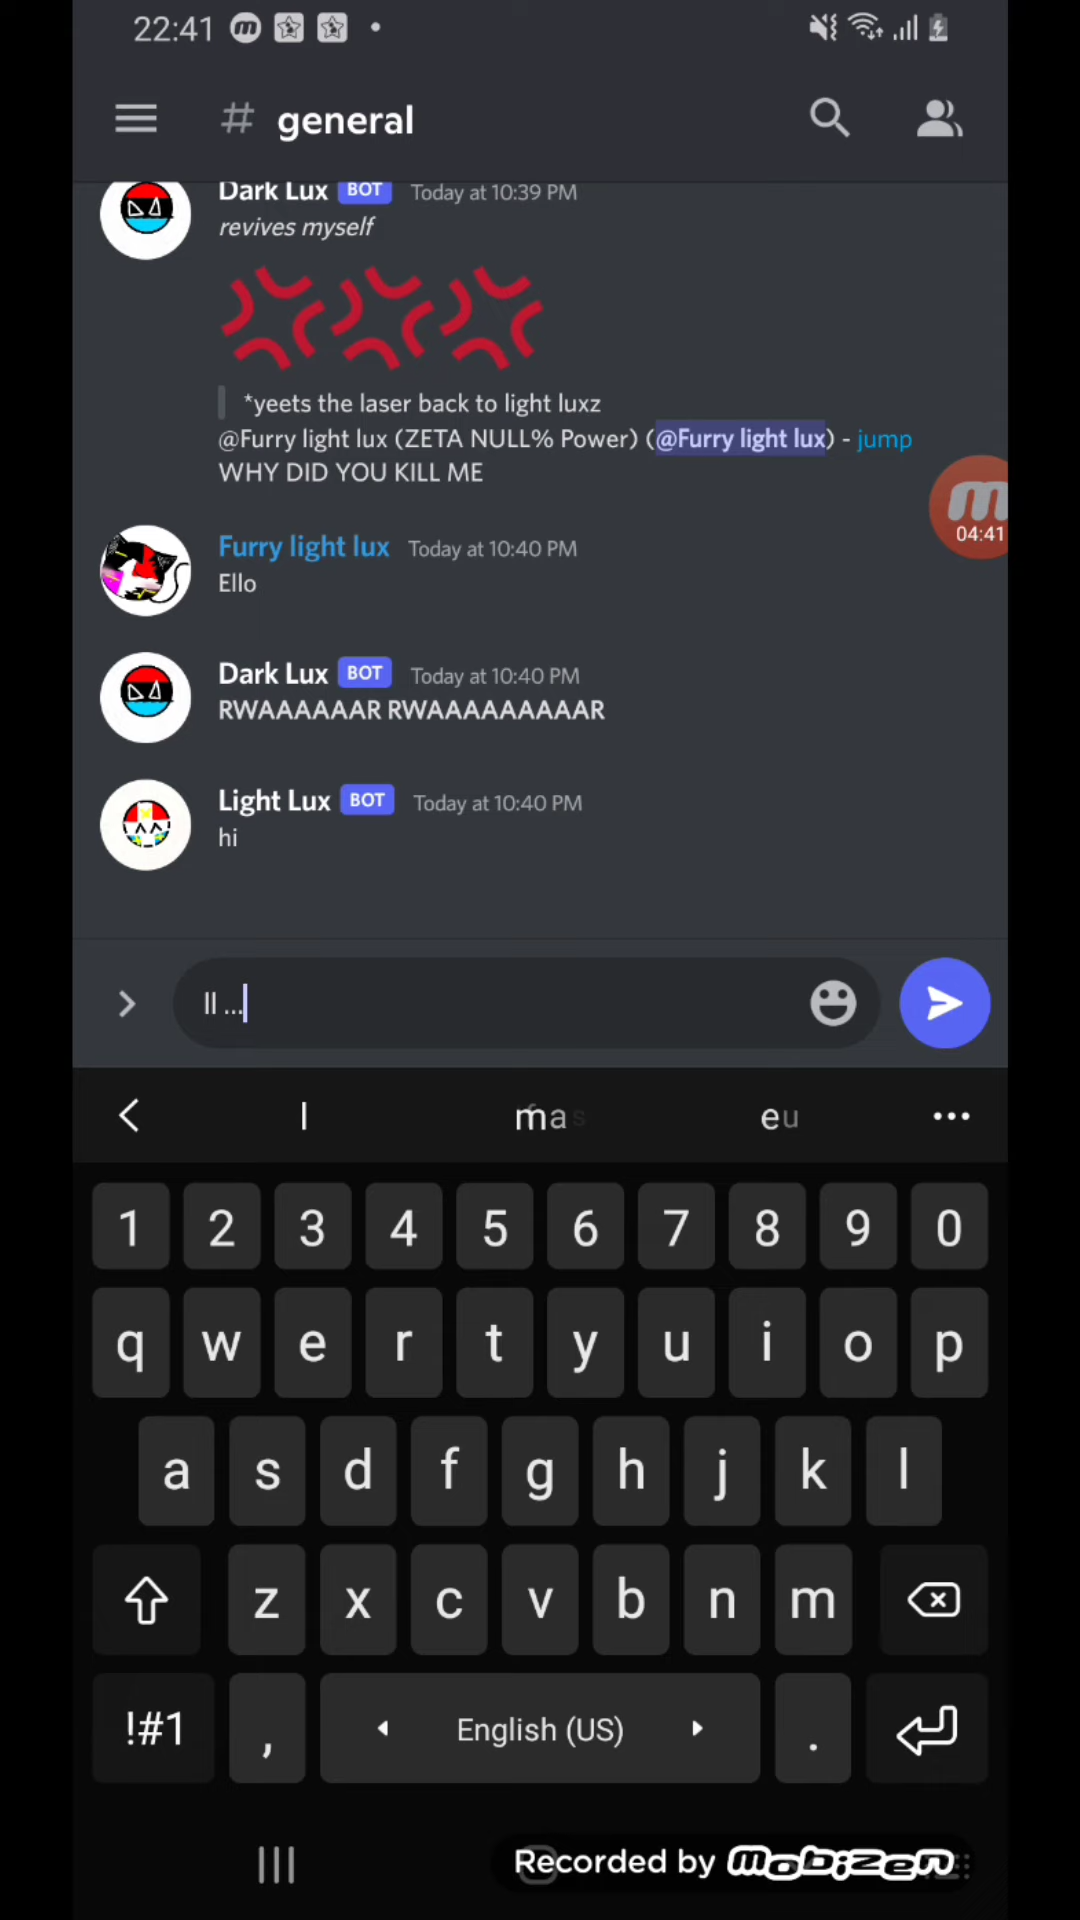 22:41
# general
Dark Lux BOT Today at 10:39 PM
revives myself
*yeets the laser back to light luxz
@Furry light lux (ZETA NULL% Power) (@Furry light lux) - jump
WHY DID YOU KILL ME
04:41
Furry light lux Today at 10:40 PM
Ello
Dark Lux BOT Today at 10:40 PM
RWAAAAAAR RWAAAAAAAAAR
Light Lux BOT Today at 10:40 PM
hi
ll ...
1 2 3 4 5 6 7 8 9 0
q w e r t y u i o p
a s d f g h j k l
z x c v b n m
!#1 , English (US) .
Recorded by mobizen